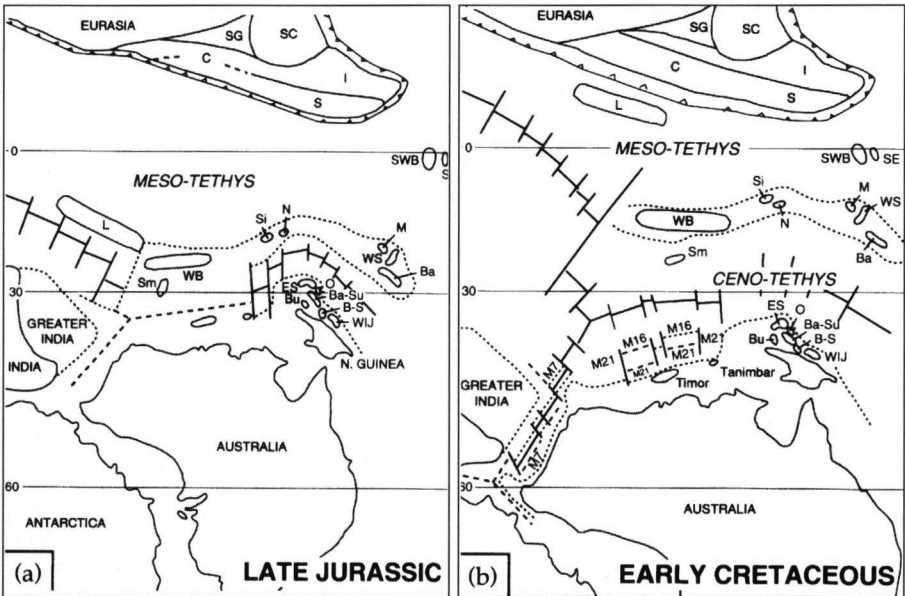 EURASIA
SG
SC
C
I
S
0
MESO-TETHYS
SWB
S
L
Si
N
M
WS
Ba
WB
Sm
30
ES
O
Bu
Ba-Su
B-S
WIJ
GREATER
INDIA
INDIA
N. GUINEA
AUSTRALIA
60
ANTARCTICA
(a)
LATE JURASSIC
EURASIA
SG
SC
C
I
S
L
0
MESO-TETHYS
SWB
SE
Si
N
M
WS
WB
Ba
Sm
CENO-TETHYS
30
ES
O
Ba-Su
Bu
B-S
WIJ
M16
M16
M21
M21
M21
M21
M7
Timor
Tanimbar
GREATER
INDIA
M7
AUSTRALIA
(b)
EARLY CRETACEOUS